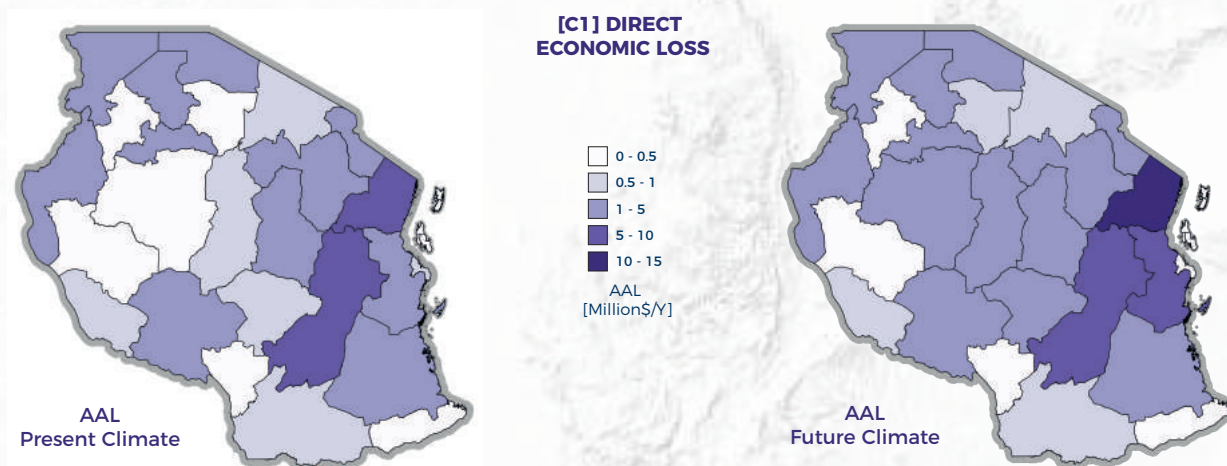 [C1] DIRECT
ECONOMIC LOSS
0 - 0.5
0.5 - 1
1 - 5
5 - 10
10 - 15
AAL
[Million$/Y]
AAL
Present Climate
AAL
Future Climate